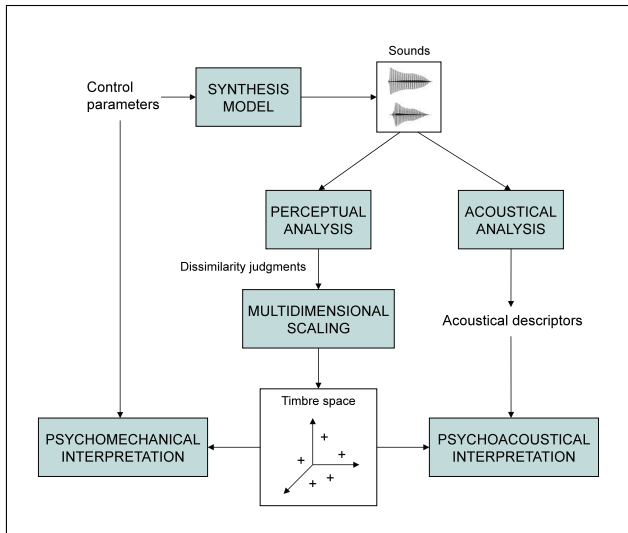 Sounds
Control
parameters
SYNTHESIS
MODEL
PERCEPTUAL
ANALYSIS
ACOUSTICAL
ANALYSIS
Dissimilarity judgments
MULTIDIMENSIONAL
SCALING
Acoustical descriptors
Timbre space
PSYCHOMECHANICAL
INTERPRETATION
PSYCHOACOUSTICAL
INTERPRETATION